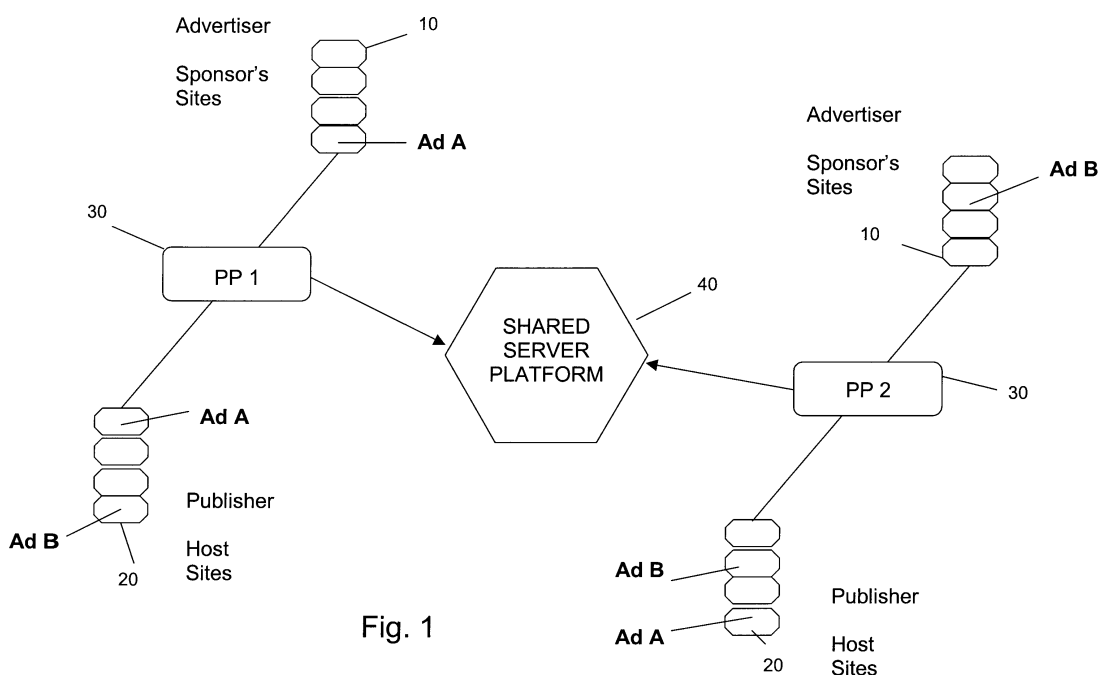 Advertiser
10
Sponsor's
Sites
Ad A
Advertiser
Sponsor's
Sites
Ad B
30
10
PP 1
40
SHARED
SERVER
PLATFORM
PP 2
30
Ad A
Publisher
Ad B
Host
Sites
20
Ad B
Publisher
Fig. 1
Ad A
Host
Sites
20